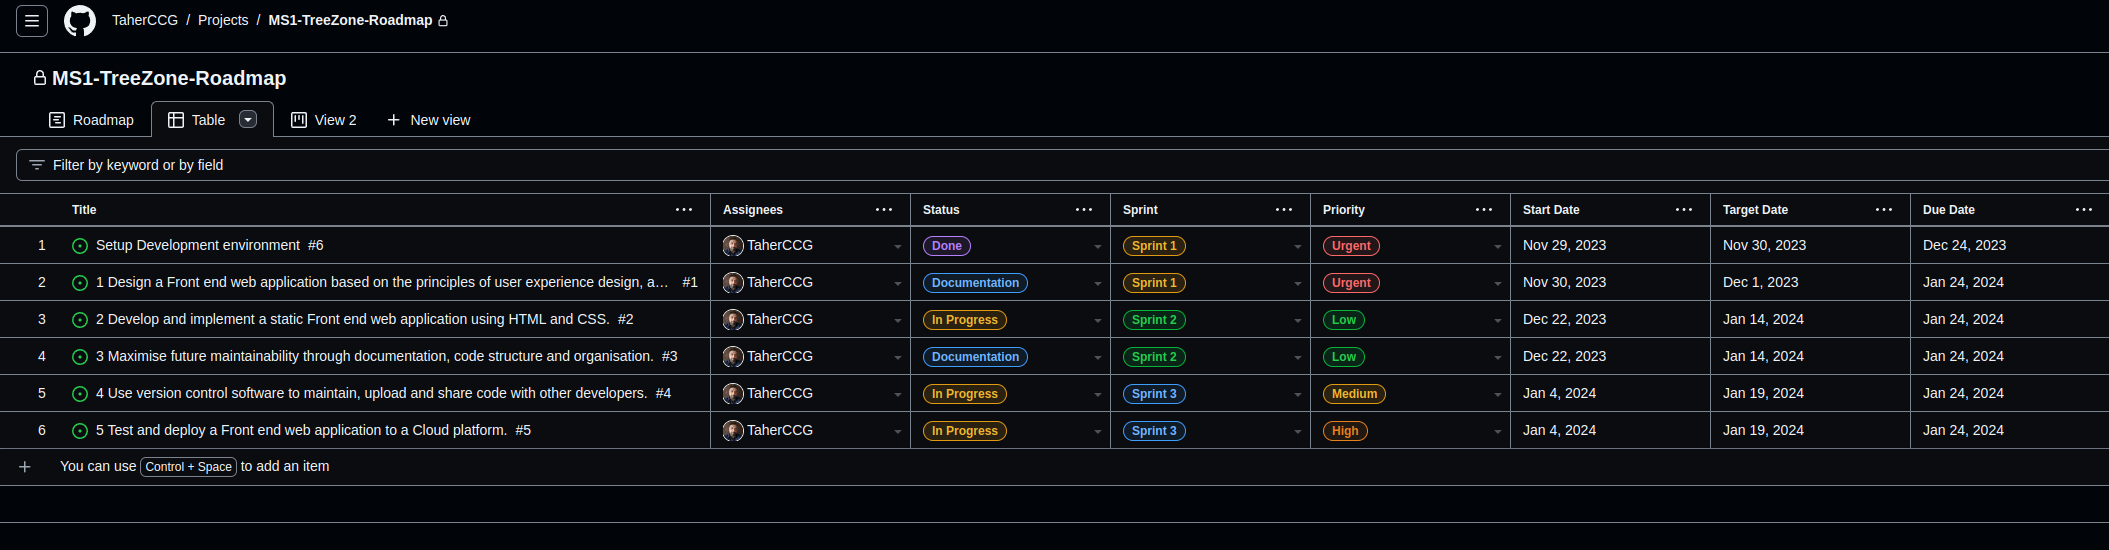 TaherCCG / Projects / MS1-TreeZone-Roadmap
MS1-TreeZone-Roadmap
Roadmap Table View 2 New view
Filter by keyword or by field
Title Assignees Status Sprint Priority Start Date Target Date Due Date
1 Setup Development environment #6 TaherCCG Done Sprint 1 Urgent Nov 29, 2023 Nov 30, 2023 Dec 24, 2023
2 1 Design a Front end web application based on the principles of user experience design, a… #1 TaherCCG Documentation Sprint 1 Urgent Nov 30, 2023 Dec 1, 2023 Jan 24, 2024
3 2 Develop and implement a static Front end web application using HTML and CSS. #2 TaherCCG In Progress Sprint 2 Low Dec 22, 2023 Jan 14, 2024 Jan 24, 2024
4 3 Maximise future maintainability through documentation, code structure and organisation. #3 TaherCCG Documentation Sprint 2 Low Dec 22, 2023 Jan 14, 2024 Jan 24, 2024
5 4 Use version control software to maintain, upload and share code with other developers. #4 TaherCCG In Progress Sprint 3 Medium Jan 4, 2024 Jan 19, 2024 Jan 24, 2024
6 5 Test and deploy a Front end web application to a Cloud platform. #5 TaherCCG In Progress Sprint 3 High Jan 4, 2024 Jan 19, 2024 Jan 24, 2024
You can use Control + Space to add an item